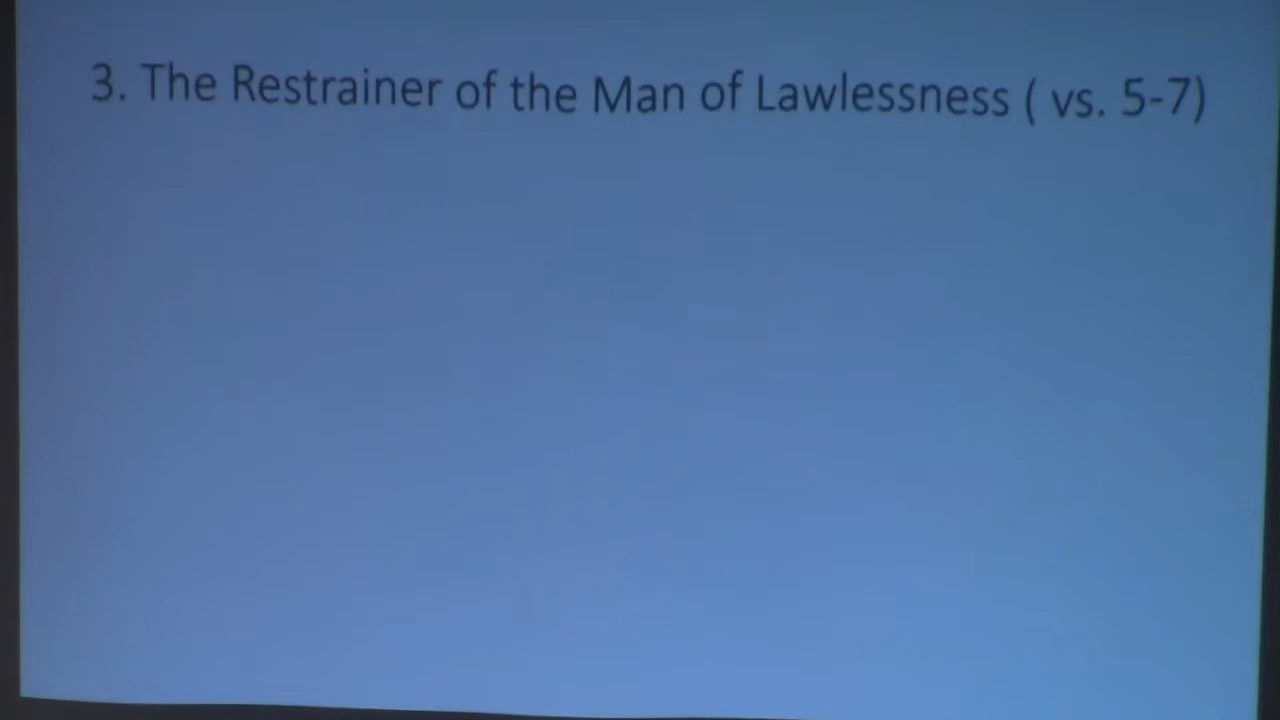 3. The Restrainer of the Man of Lawlessness ( vs. 5-7)